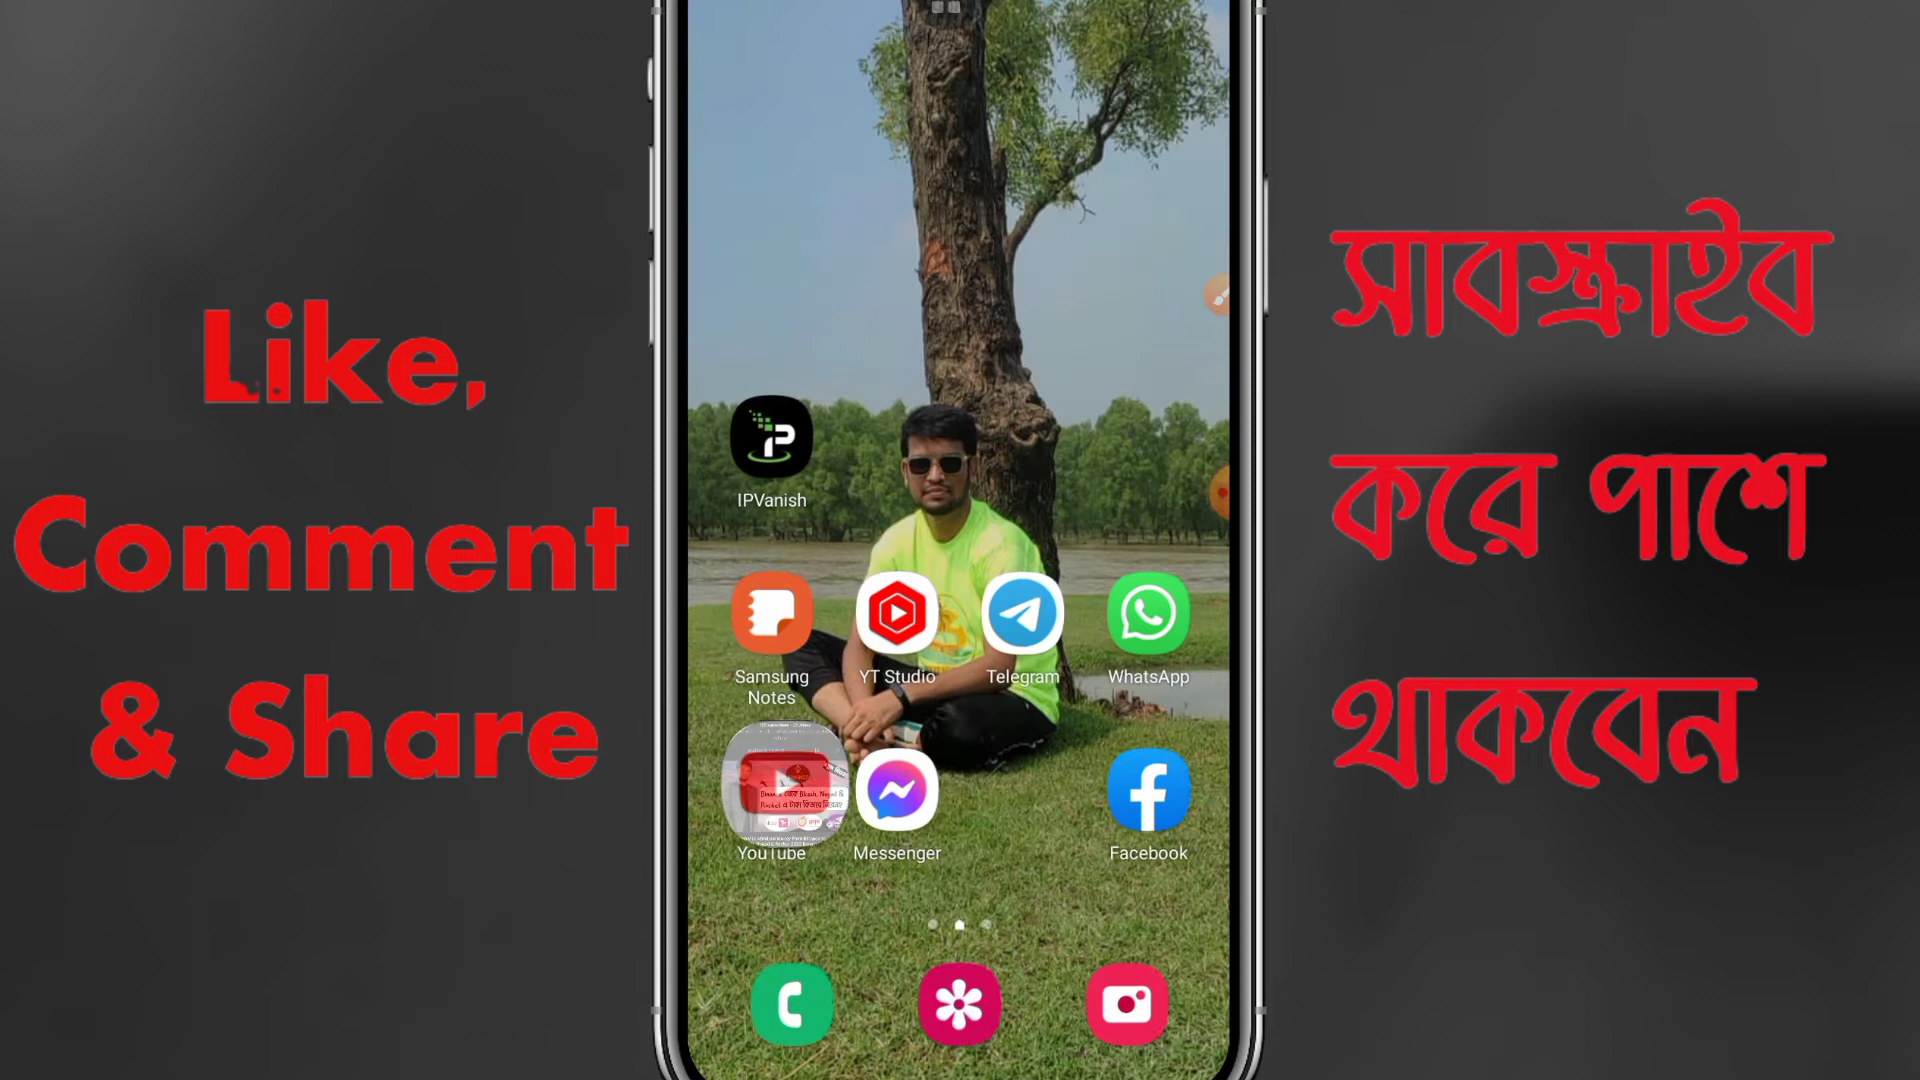 Like,
Comment
& Share
IPVanish
Samsung
Notes
YT Studio
Telegram
WhatsApp
YouTube
Messenger
Facebook
সাবস্ক্রাইব
করে পাশে
থাকবেন